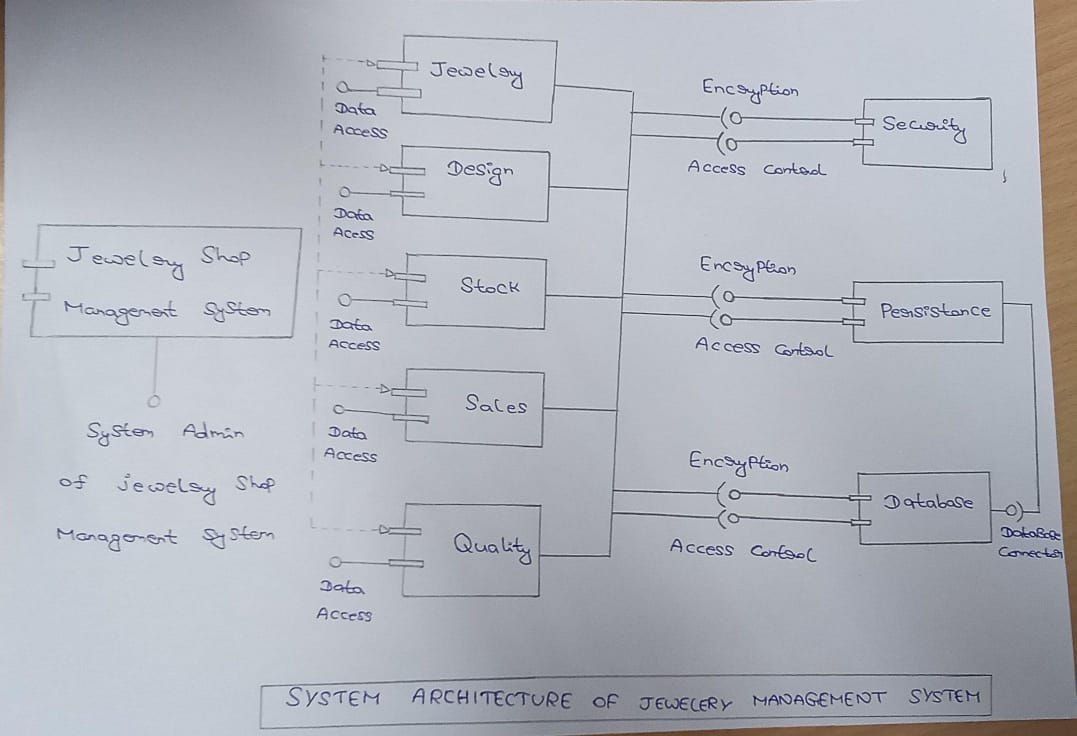 Jewelry
Data
Access
Design
Data
Acess
Stock
Data
Access
Sales
Data
Access
Quality
Data
Access
Jewelry Shop
Management System
System Admin
of jewelry Shop
Management System
Encryption
Access Control
Security
Encryption
Access Control
Persistance
Encryption
Access Control
Database
DataBase
Connector
SYSTEM ARCHITECTURE OF JEWELERY MANAGEMENT SYSTEM